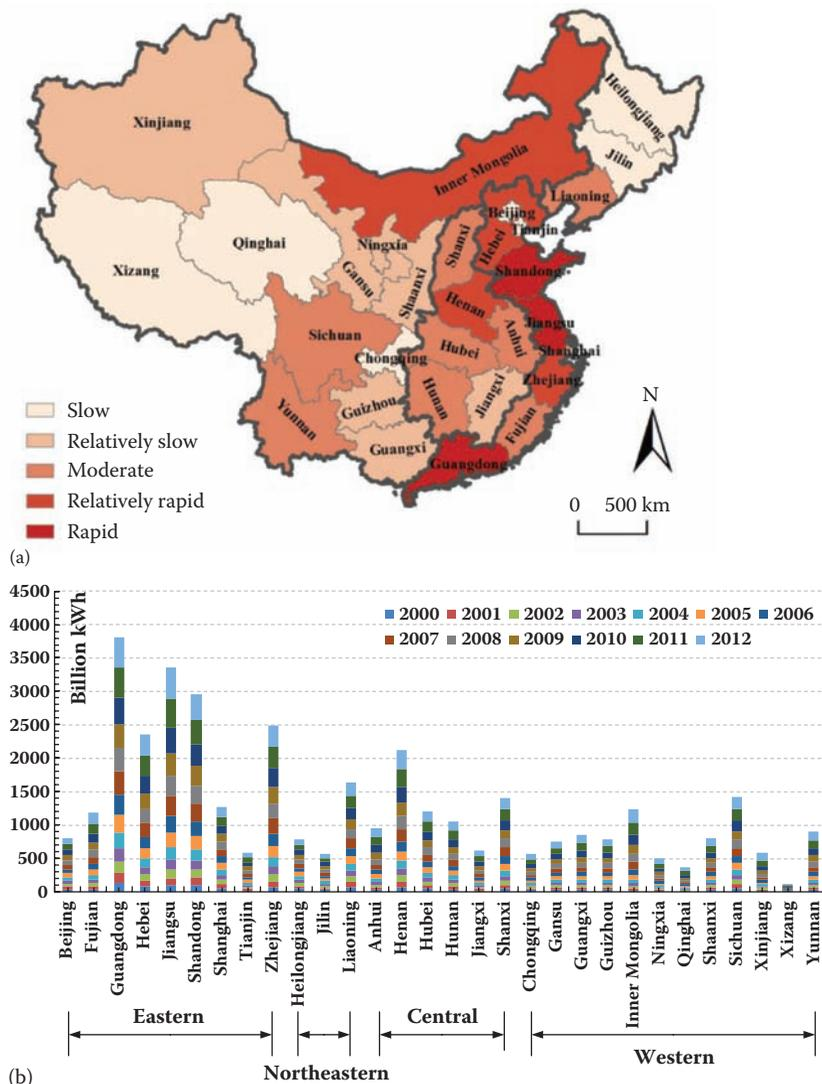 Xinjiang
Heilongjiang
Jilin
Inner Mongolia
Liaoning
Beijing
Tianjin
Qinghai
Ningxia
Shanxi
Hebei
Xizang
Gansu
Shaanxi
Shandong
Henan
Sichuan
Jiangsu
Anhui
Hubei
Shanghai
Chongqing
Zhejiang
Hunan
Jiangxi
Guizhou
Yunnan
Fujian
Guangxi
Guangdong
Slow
Relatively slow
Moderate
Relatively rapid
Rapid
N
0 500 km
(a)
Billion kWh
4500
4000
3500
3000
2500
2000
1500
1000
500
0
2000 2001 2002 2003 2004 2005 2006
2007 2008 2009 2010 2011 2012
Beijing
Fujian
Guangdong
Hebei
Jiangsu
Shandong
Shanghai
Tianjin
Zhejiang
Heilongjiang
Jilin
Liaoning
Anhui
Henan
Hubei
Hunan
Jiangxi
Shanxi
Chongqing
Gansu
Guangxi
Guizhou
Inner Mongolia
Ningxia
Qinghai
Shaanxi
Sichuan
Xinjiang
Xizang
Yunnan
Eastern
Northeastern
Central
Western
(b)